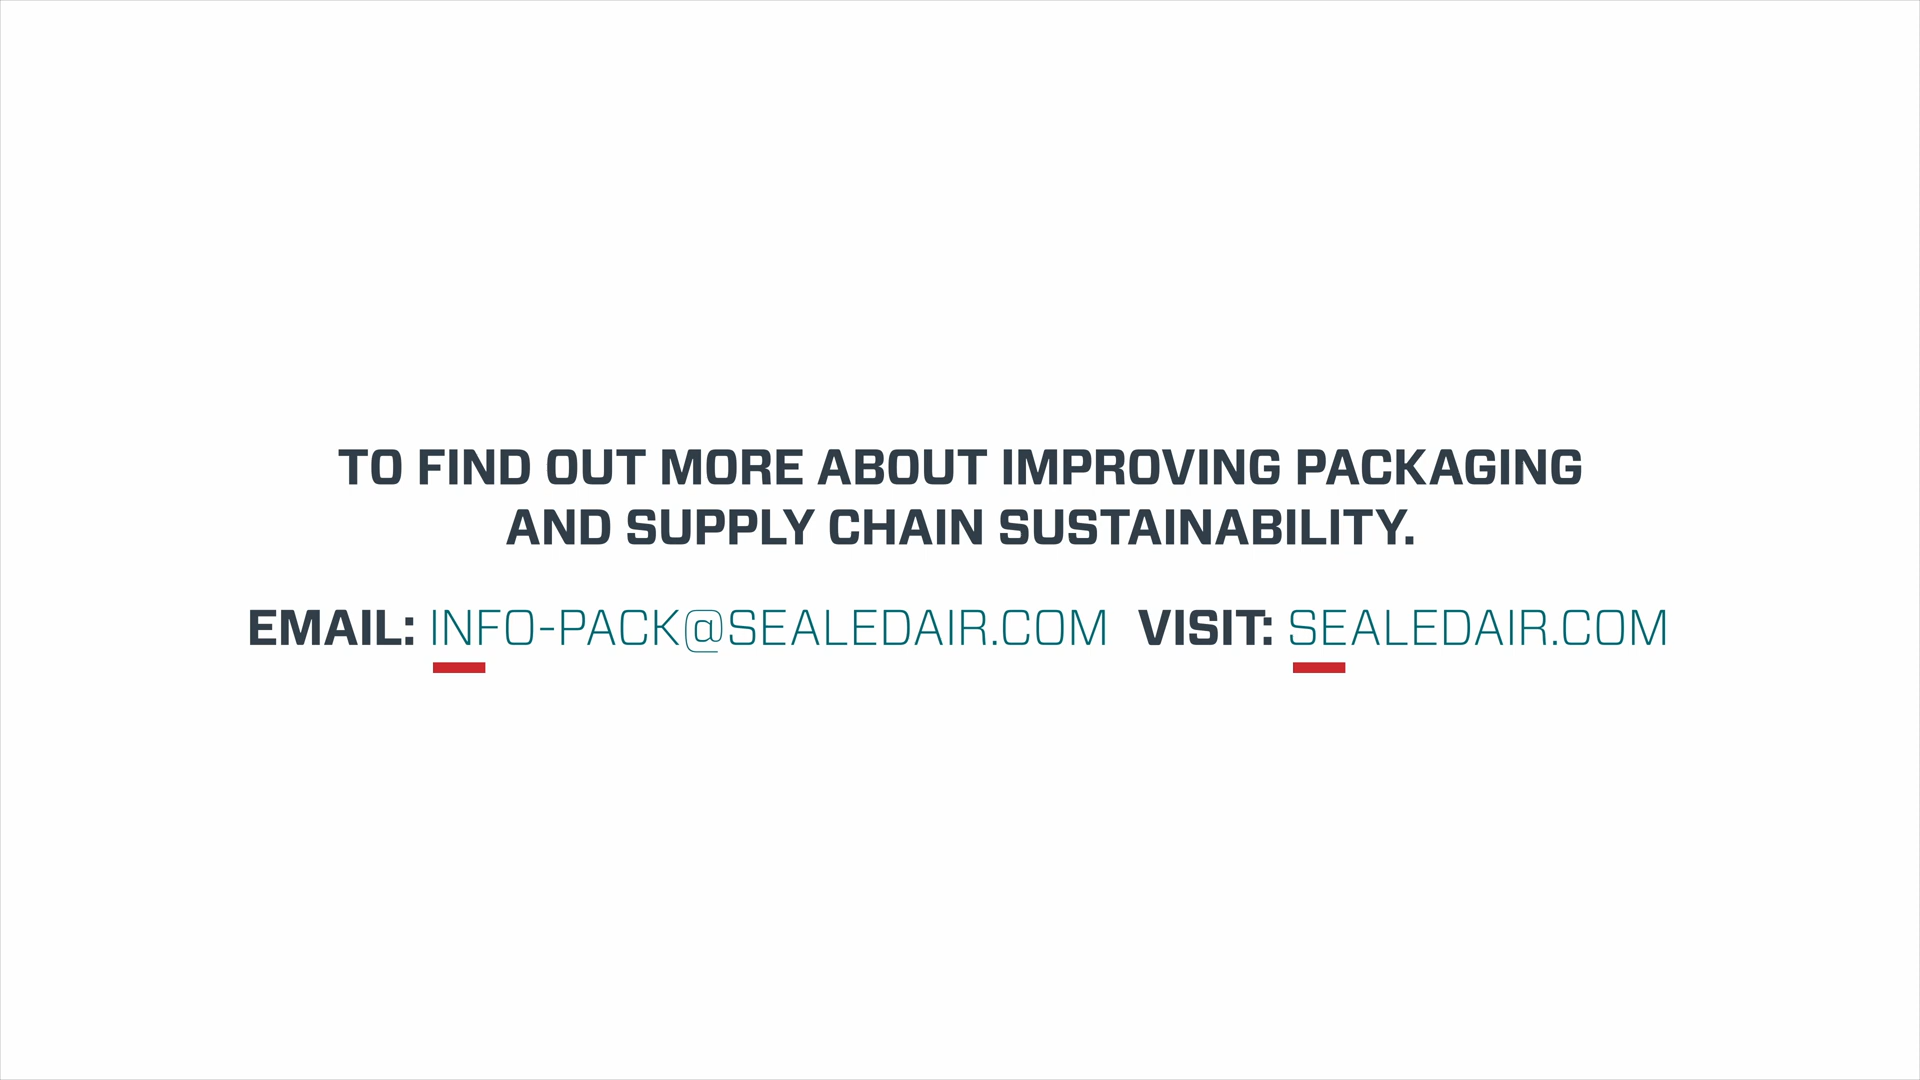 TO FIND OUT MORE ABOUT IMPROVING PACKAGING
AND SUPPLY CHAIN SUSTAINABILITY.
EMAIL: INFO-PACK@SEALEDAIR.COM VISIT: SEALEDAIR.COM